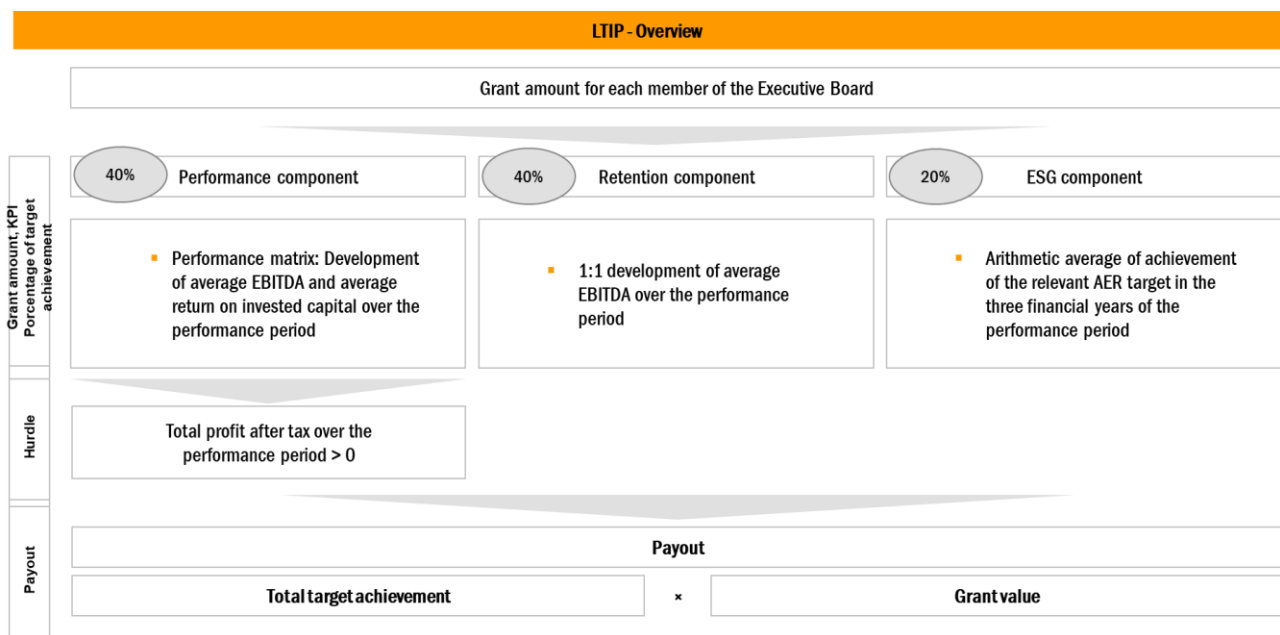 LTIP - Overview
Grant amount for each member of the Executive Board
Grant amount, KPI
Percentage of target
achievement
40%
Performance component
40%
Retention component
20%
ESG component
▪ Performance matrix: Development
of average EBITDA and average
return on invested capital over the
performance period
▪ 1:1 development of average
EBITDA over the performance
period
▪ Arithmetic average of achievement
of the relevant AER target in the
three financial years of the
performance period
Hurdle
Total profit after tax over the
performance period > 0
Payout
Payout
Total target achievement
×
Grant value